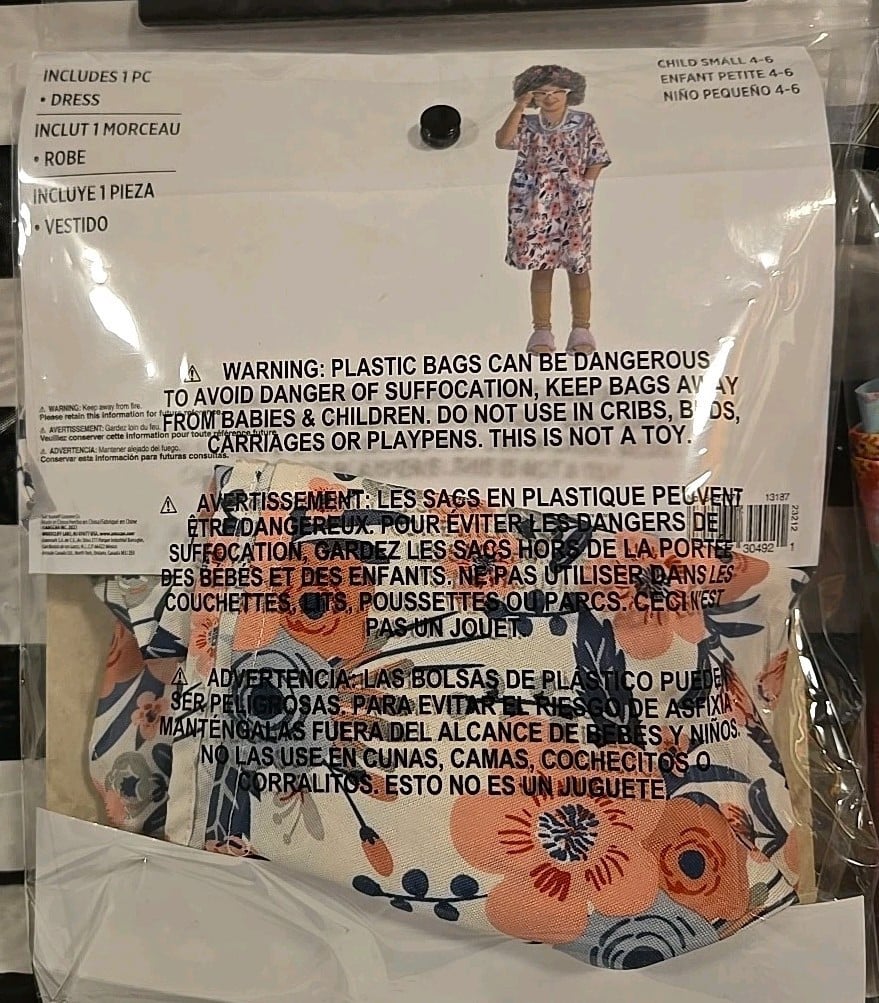 INCLUDES 1 PC
• DRESS
INCLUT 1 MORCEAU
• ROBE
INCLUYE 1 PIEZA
• VESTIDO
CHILD SMALL 4-6
ENFANT PETITE 4-6
NIÑO PEQUEÑO 4-6
⚠ WARNING: PLASTIC BAGS CAN BE DANGEROUS
TO AVOID DANGER OF SUFFOCATION, KEEP BAGS AWAY
FROM BABIES & CHILDREN. DO NOT USE IN CRIBS, BEDS,
CARRIAGES OR PLAYPENS. THIS IS NOT A TOY.
⚠ WARNING: Keep away from fire.
Please retain this information for future reference.
⚠ AVERTISSEMENT: Gardez loin du feu.
Veuillez conserver cette information pour toute référence future.
⚠ ADVERTENCIA: Mantener alejado del fuego.
Conserver esta información para futuras consultas.
⚠ AVERTISSEMENT: LES SACS EN PLASTIQUE PEUVENT
ÊTRE DANGEREUX. POUR ÉVITER LES DANGERS DE
SUFFOCATION, GARDEZ LES SACS HORS DE LA PORTÉE
DES BÉBÉS ET DES ENFANTS. NE PAS UTILISER DANS LES
COUCHETTES, LITS, POUSSETTES OU PARCS. CECI N'EST
PAS UN JOUET.
13187
23212
30492 1
⚠ ADVERTENCIA: LAS BOLSAS DE PLÁSTICO PUEDEN
SER PELIGROSAS. PARA EVITAR EL RIESGO DE ASFIXIA
MANTÉNGALAS FUERA DEL ALCANCE DE BEBÉS Y NIÑOS.
NO LAS USE EN CUNAS, CAMAS, COCHECITOS O
CORRALITOS. ESTO NO ES UN JUGUETE.